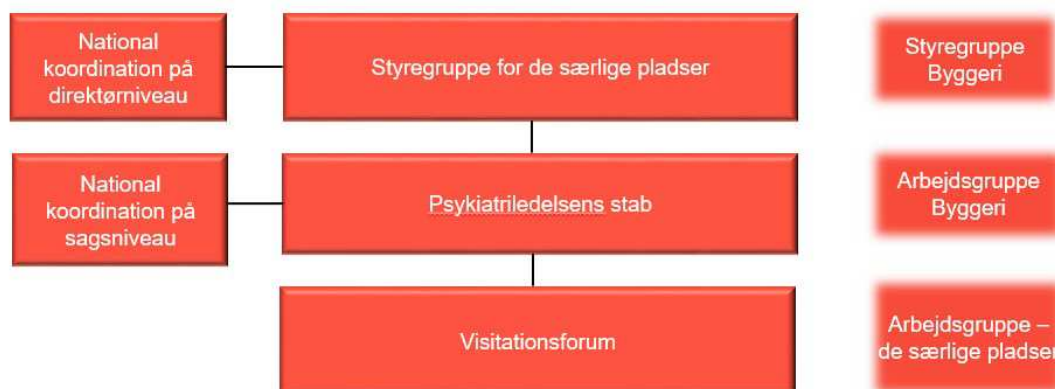 National
koordination på
direktørniveau
Styregruppe for de særlige pladser
Styregruppe
Byggeri
National
koordination på
sagsniveau
Psykiatriledelsens stab
Arbejdsgruppe
Byggeri
Visitationsforum
Arbejdsgruppe –
de særlige pladser